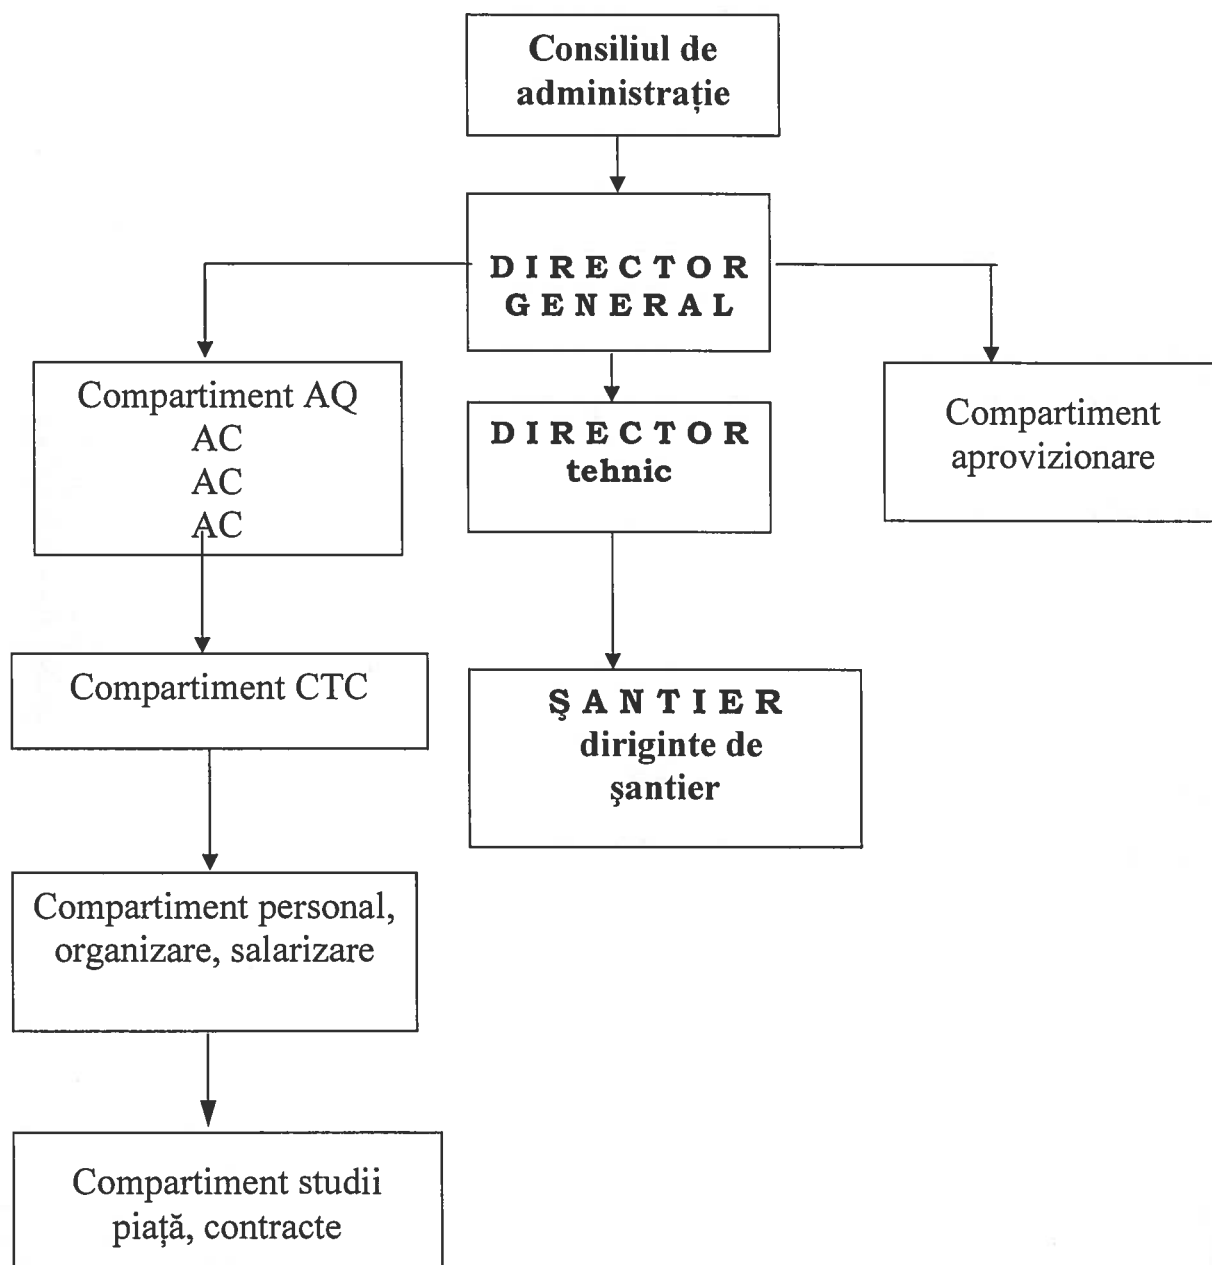 Consiliul de
administrație
D I R E C T O R
G E N E R A L
Compartiment AQ
AC
AC
AC
D I R E C T O R
tehnic
Compartiment
aprovizionare
Compartiment CTC
Ş A N T I E R
diriginte de
şantier
Compartiment personal,
organizare, salarizare
Compartiment studii
piață, contracte